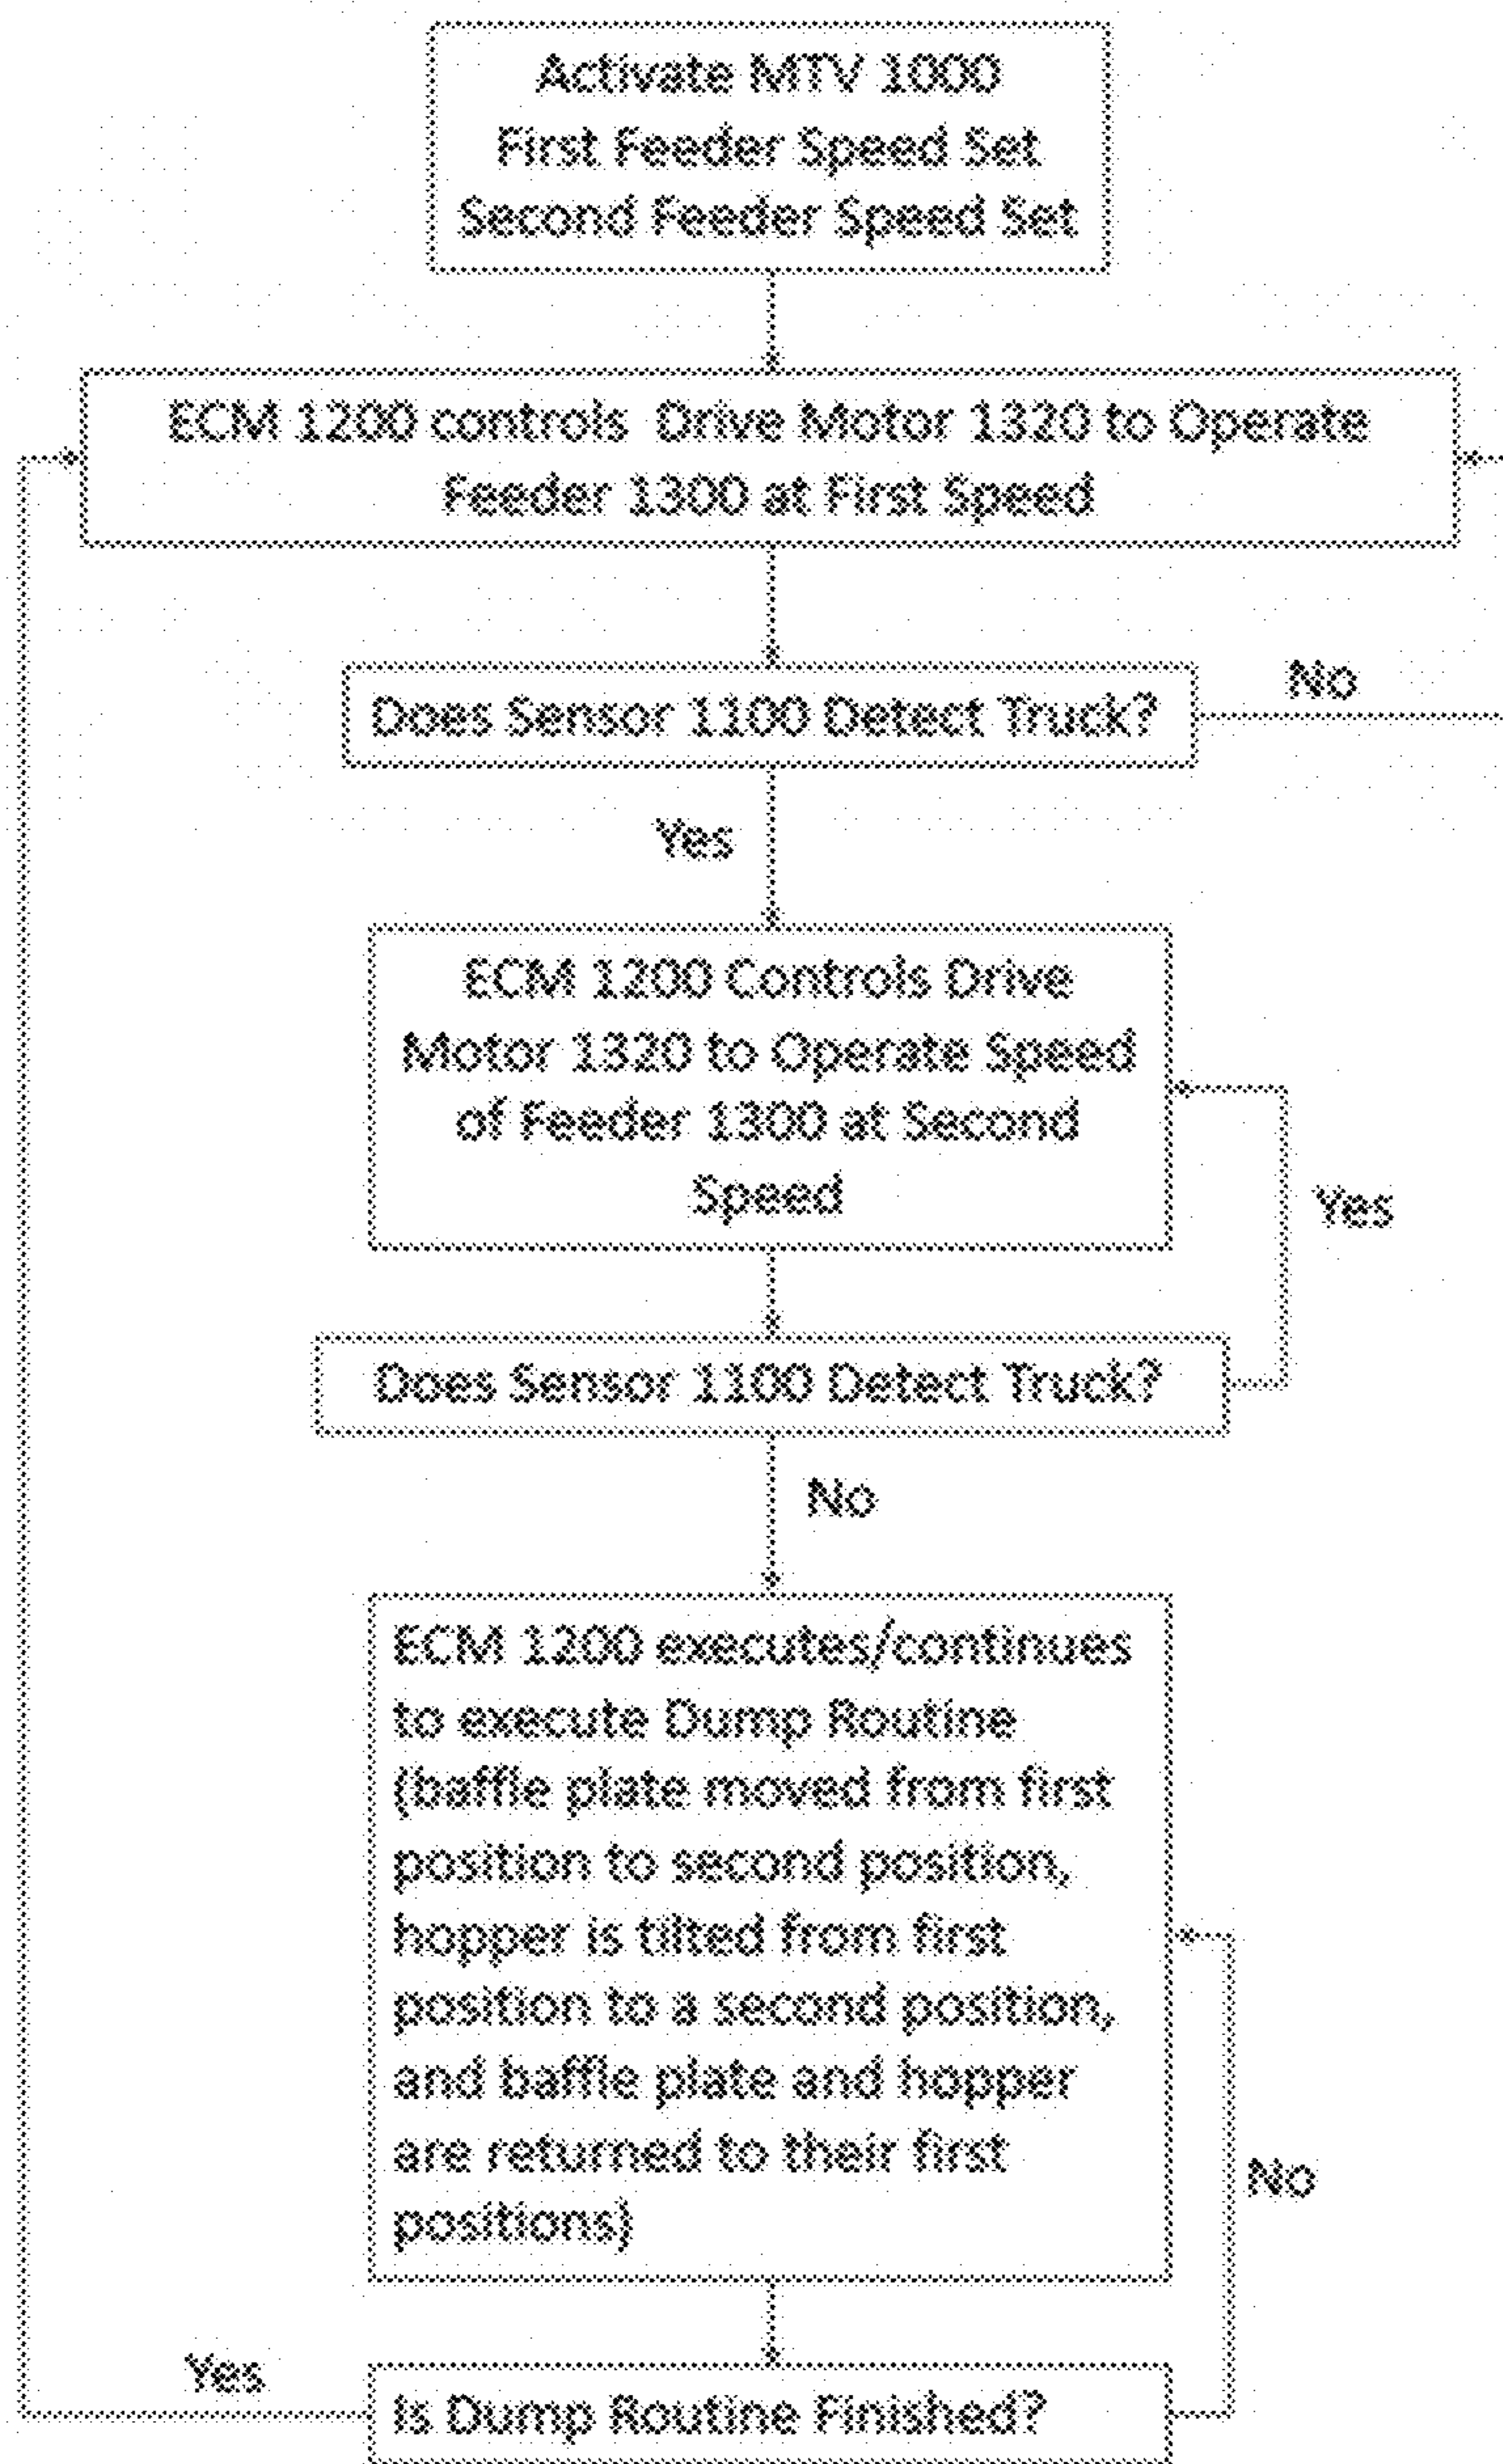 Activate MTV 1000
First Feeder Speed Set
Second Feeder Speed Set
ECM 1200 controls Drive Motor 1320 to Operate
Feeder 1300 at First Speed
Does Sensor 1100 Detect Truck?
No
Yes
ECM 1200 Controls Drive
Motor 1320 to Operate Speed
of Feeder 1300 at Second
Speed
Yes
Does Sensor 1100 Detect Truck?
No
ECM 1200 executes/continues
to execute Dump Routine
(baffle plate moved from first
position to second position,
hopper is tilted from first
position to a second position,
and baffle plate and hopper
are returned to their first
positions)
No
Yes
Is Dump Routine Finished?